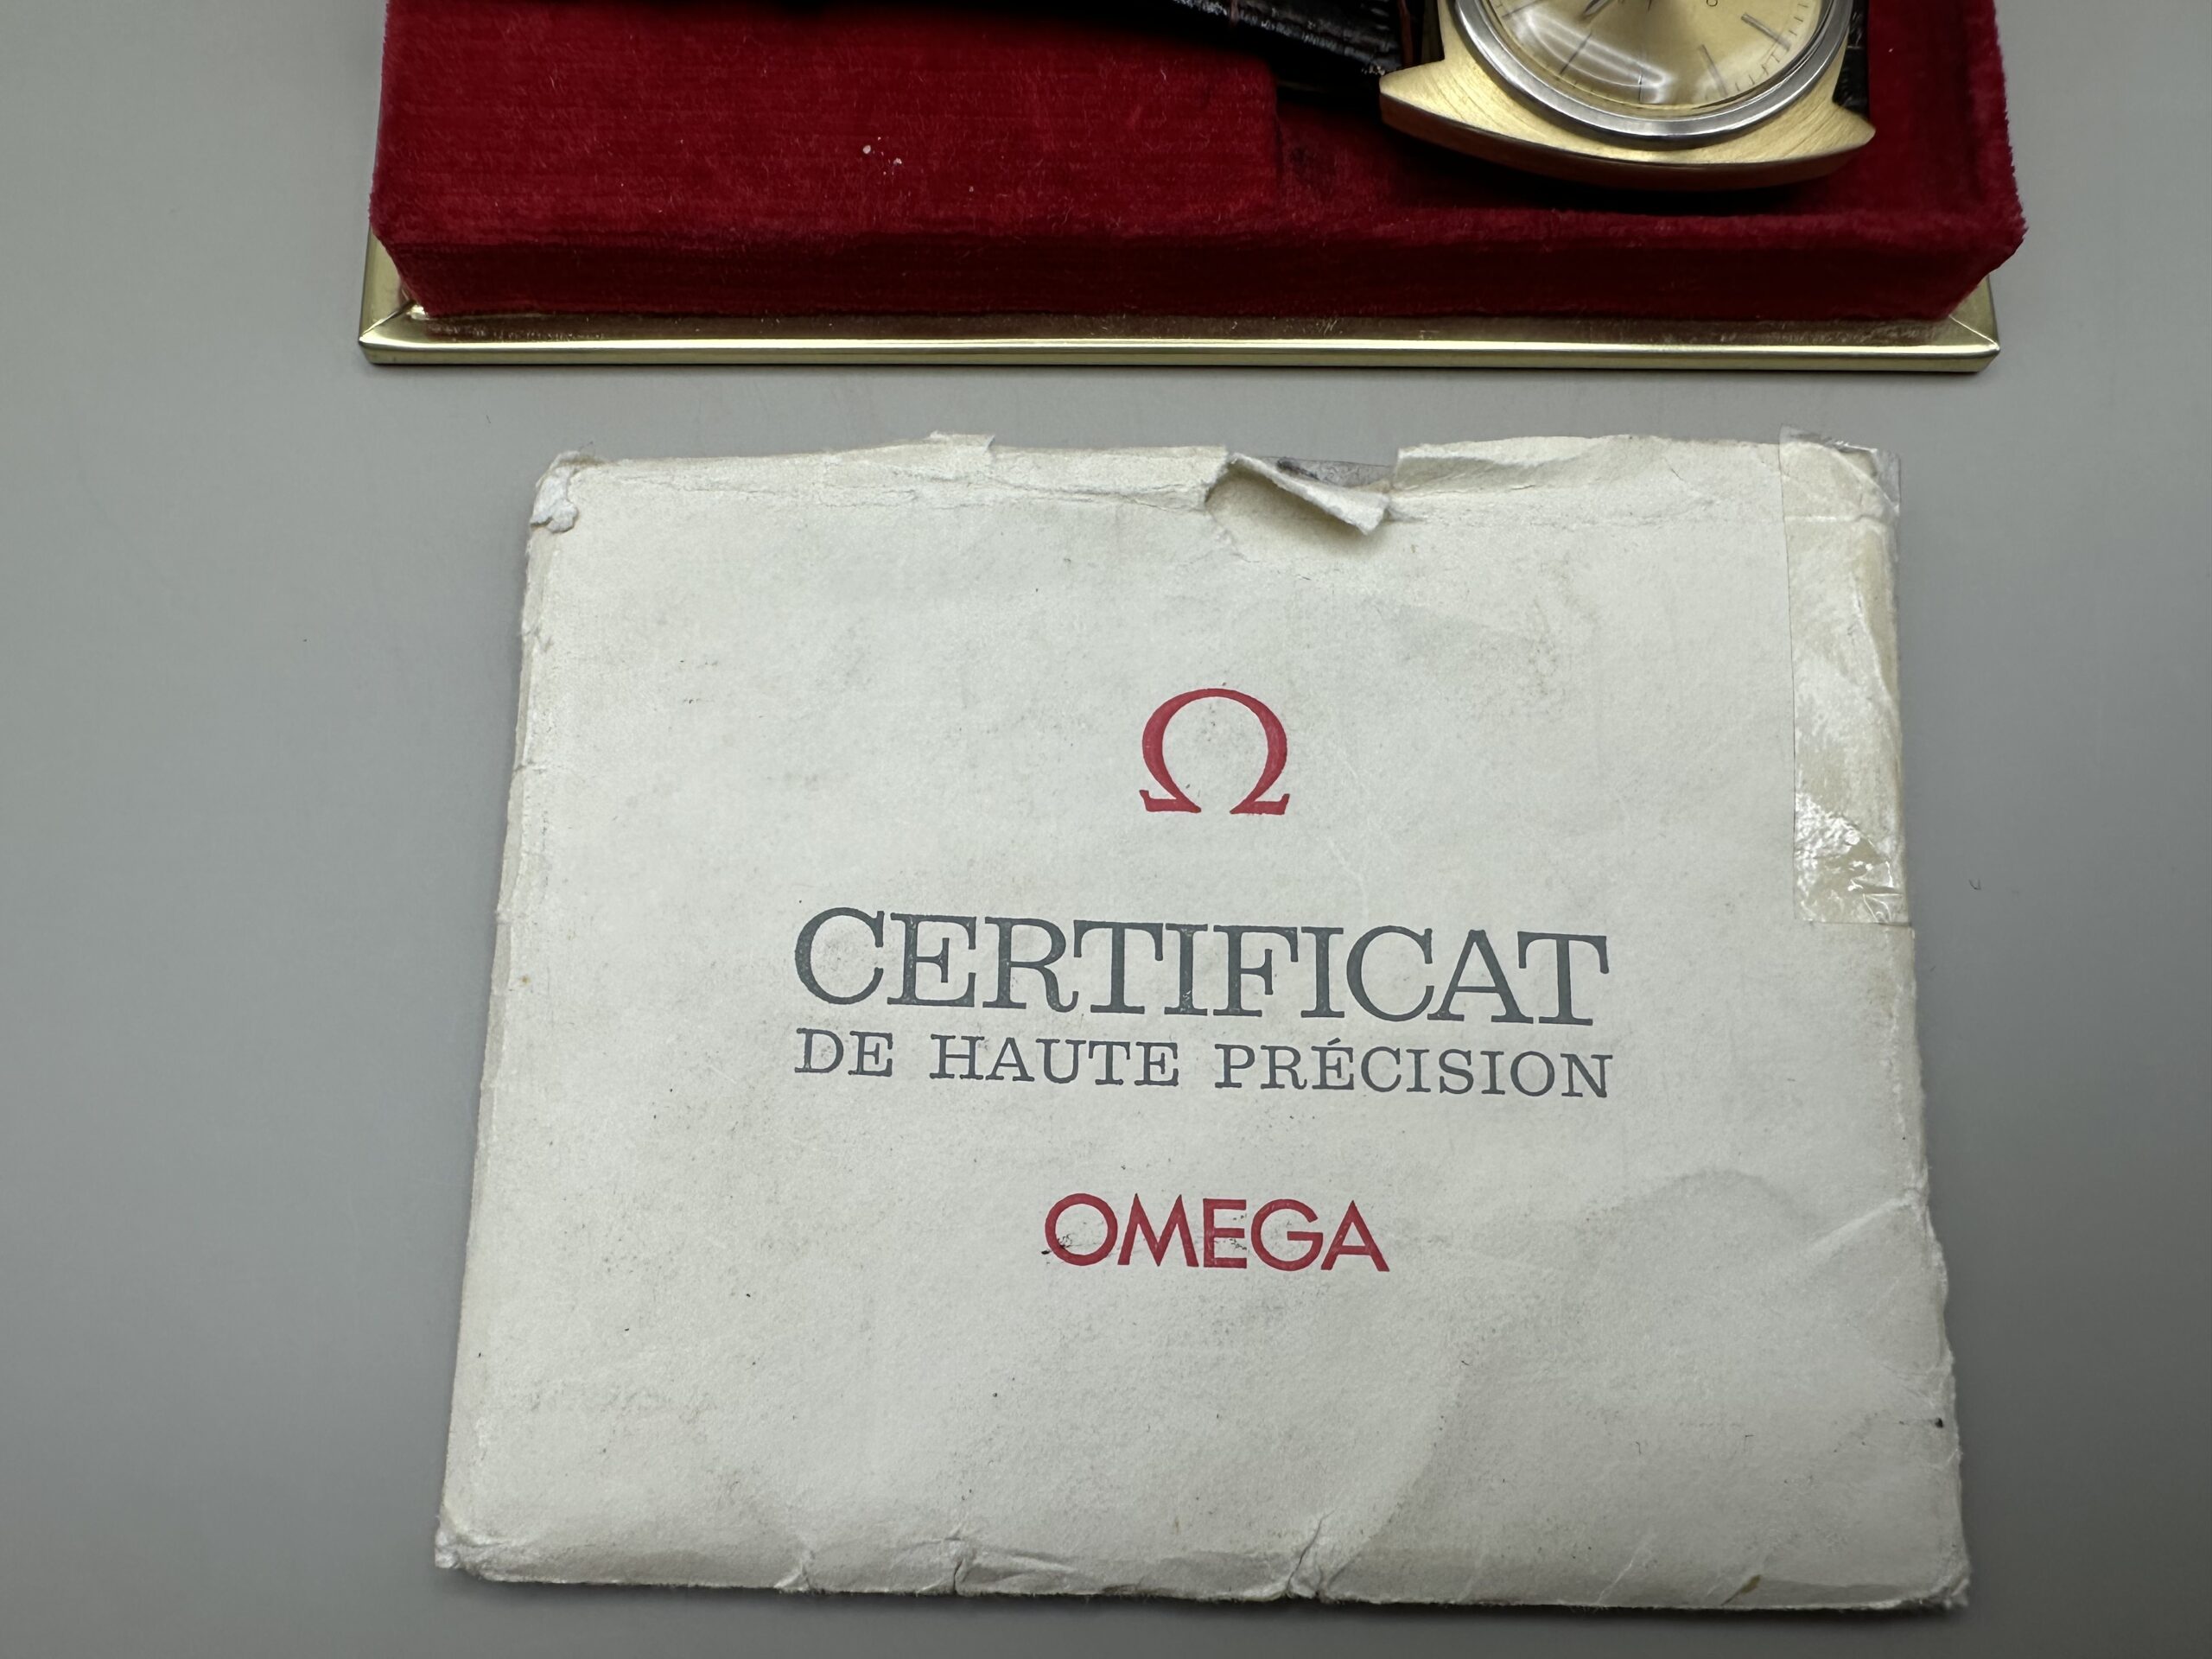 Ω
CERTIFICAT
DE HAUTE PRÉCISION
OMEGA